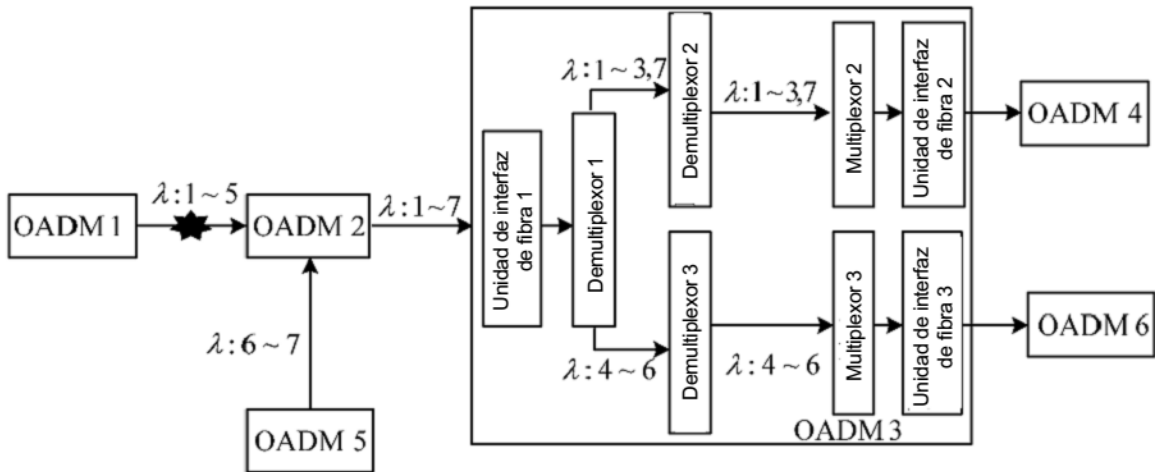 λ:1~3,7
Demultiplexor 2
λ:1~3,7
Multiplexor 2
Unidad de interfaz
de fibra 2
OADM 4
λ:1~5
OADM 1
OADM 2
λ:1~7
Unidad de interfaz
de fibra 1
Demultiplexor 1
λ:6~7
OADM 5
λ:4~6
Demultiplexor 3
λ:4~6
Multiplexor 3
Unidad de interfaz
de fibra 3
OADM 6
OADM 3